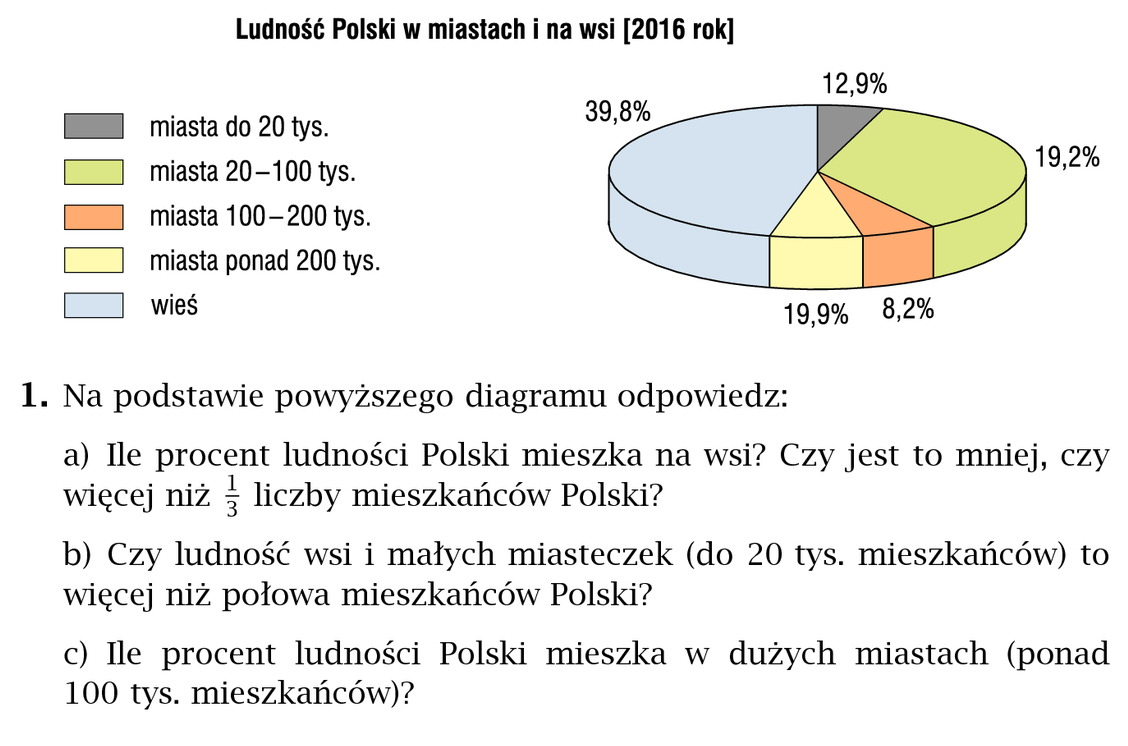 Ludność Polski w miastach i na wsi [2016 rok]
miasta do 20 tys.
miasta 20–100 tys.
miasta 100–200 tys.
miasta ponad 200 tys.
wieś
39,8%
12,9%
19,2%
19,9%
8,2%
1. Na podstawie powyższego diagramu odpowiedz:
a) Ile procent ludności Polski mieszka na wsi? Czy jest to mniej, czy
więcej niż 1/3 liczby mieszkańców Polski?
b) Czy ludność wsi i małych miasteczek (do 20 tys. mieszkańców) to
więcej niż połowa mieszkańców Polski?
c) Ile procent ludności Polski mieszka w dużych miastach (ponad
100 tys. mieszkańców)?